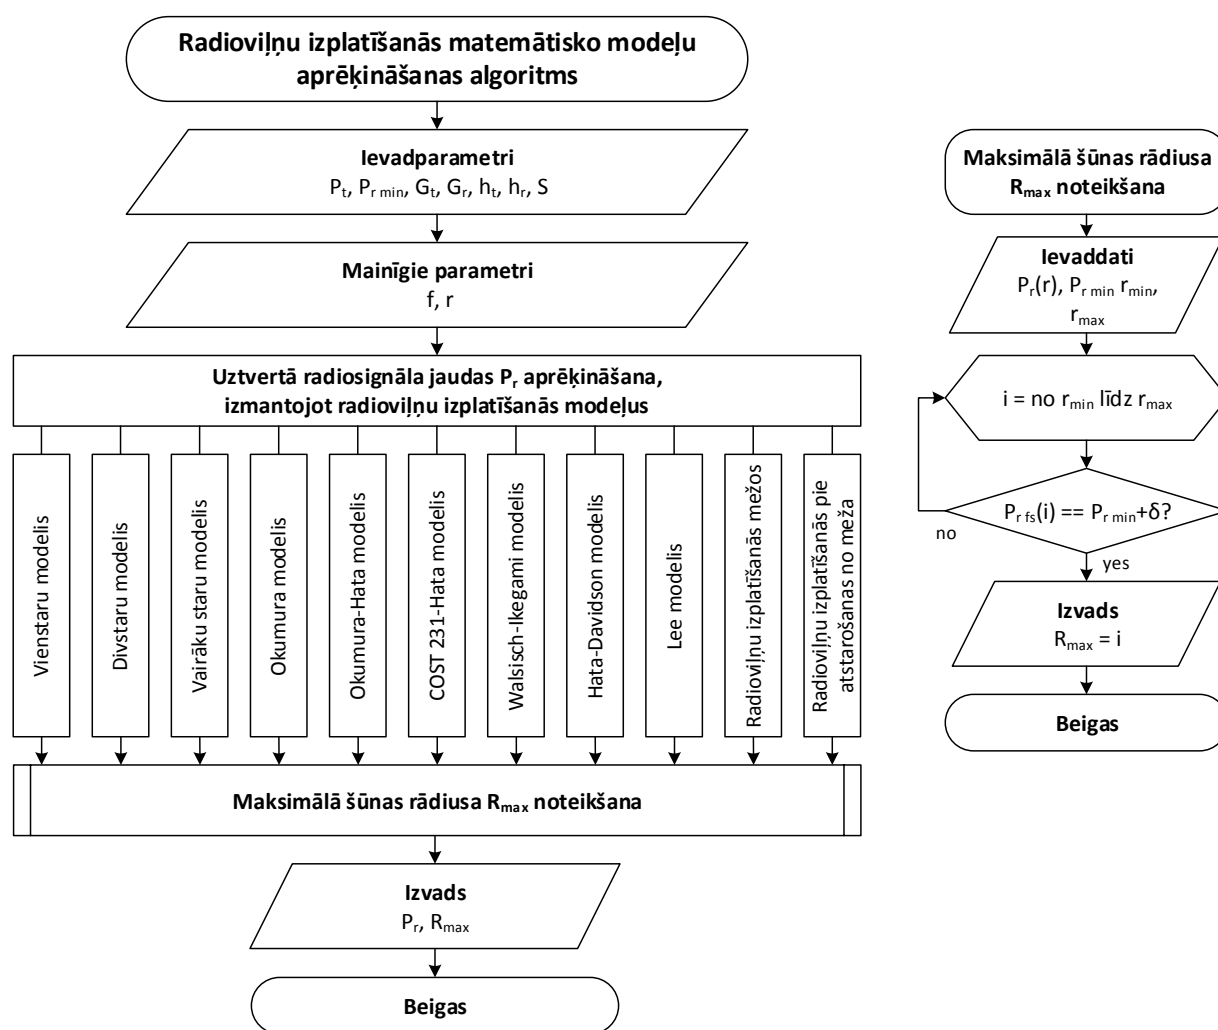 Radioviļņu izplatīšanās matemātisko modeļu
aprēķināšanas algoritms
Ievadparametri
Pt, Pr min, Gt, Gr, ht, hr, S
Mainīgie parametri
f, r
Uztvertā radiosignāla jaudas Pr aprēķināšana,
izmantojot radioviļņu izplatīšanās modeļus
Vienstaru modelis
Divstaru modelis
Vairāku staru modelis
Okumura modelis
Okumura-Hata modelis
COST 231-Hata modelis
Walsisch-Ikegami modelis
Hata-Davidson modelis
Lee modelis
Radioviļņu izplatīšanās mežos
Radioviļņu izplatīšanās pie
atstarošanas no meža
Maksimālā šūnas rādiusa Rmax noteikšana
Izvads
Pr, Rmax
Beigas
Maksimālā šūnas rādiusa
Rmax noteikšana
Ievaddati
Pr(r), Pr min rmin,
rmax
i = no rmin līdz rmax
Pr fs(i) == Pr min+δ?
no
yes
Izvads
Rmax = i
Beigas